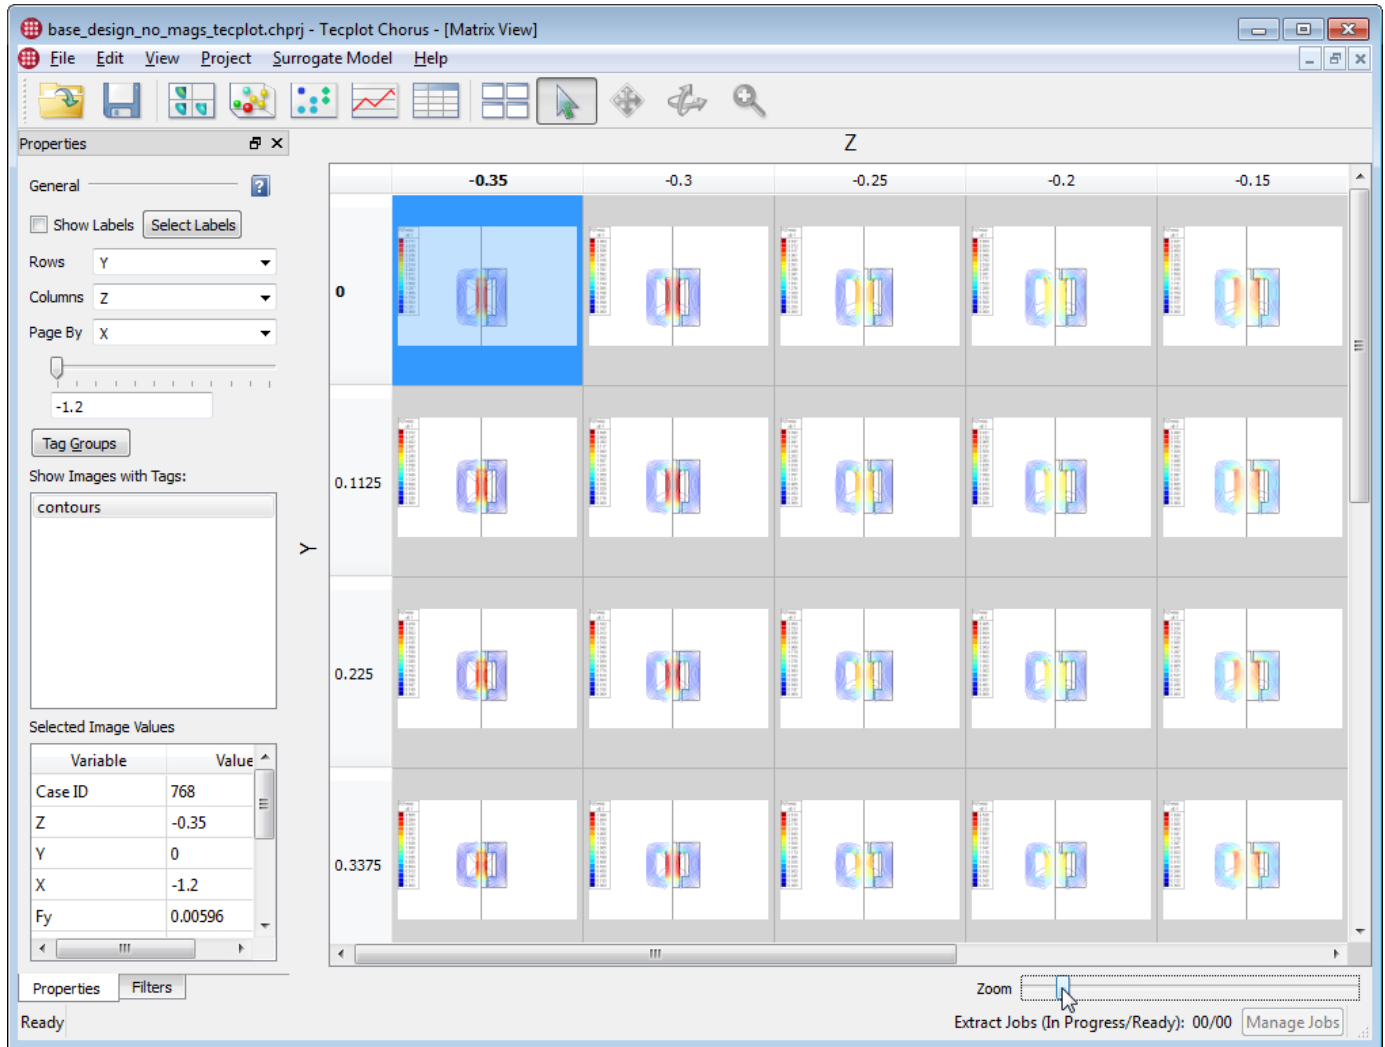 base_design_no_mags_tecplot.chprj - Tecplot Chorus - [Matrix View]
File Edit View Project Surrogate Model Help
Properties
Z
General
-0.35 -0.3 -0.25 -0.2 -0.15
Show Labels Select Labels
Rows Y
Columns Z
0
Page By X
-1.2
Tag Groups
Show Images with Tags:
0.1125
contours
Y
0.225
Selected Image Values
Variable Value
Case ID 768
Z -0.35
Y 0
0.3375
X -1.2
Fy 0.00596
Properties Filters
Zoom
Ready
Extract Jobs (In Progress/Ready): 00/00 Manage Jobs